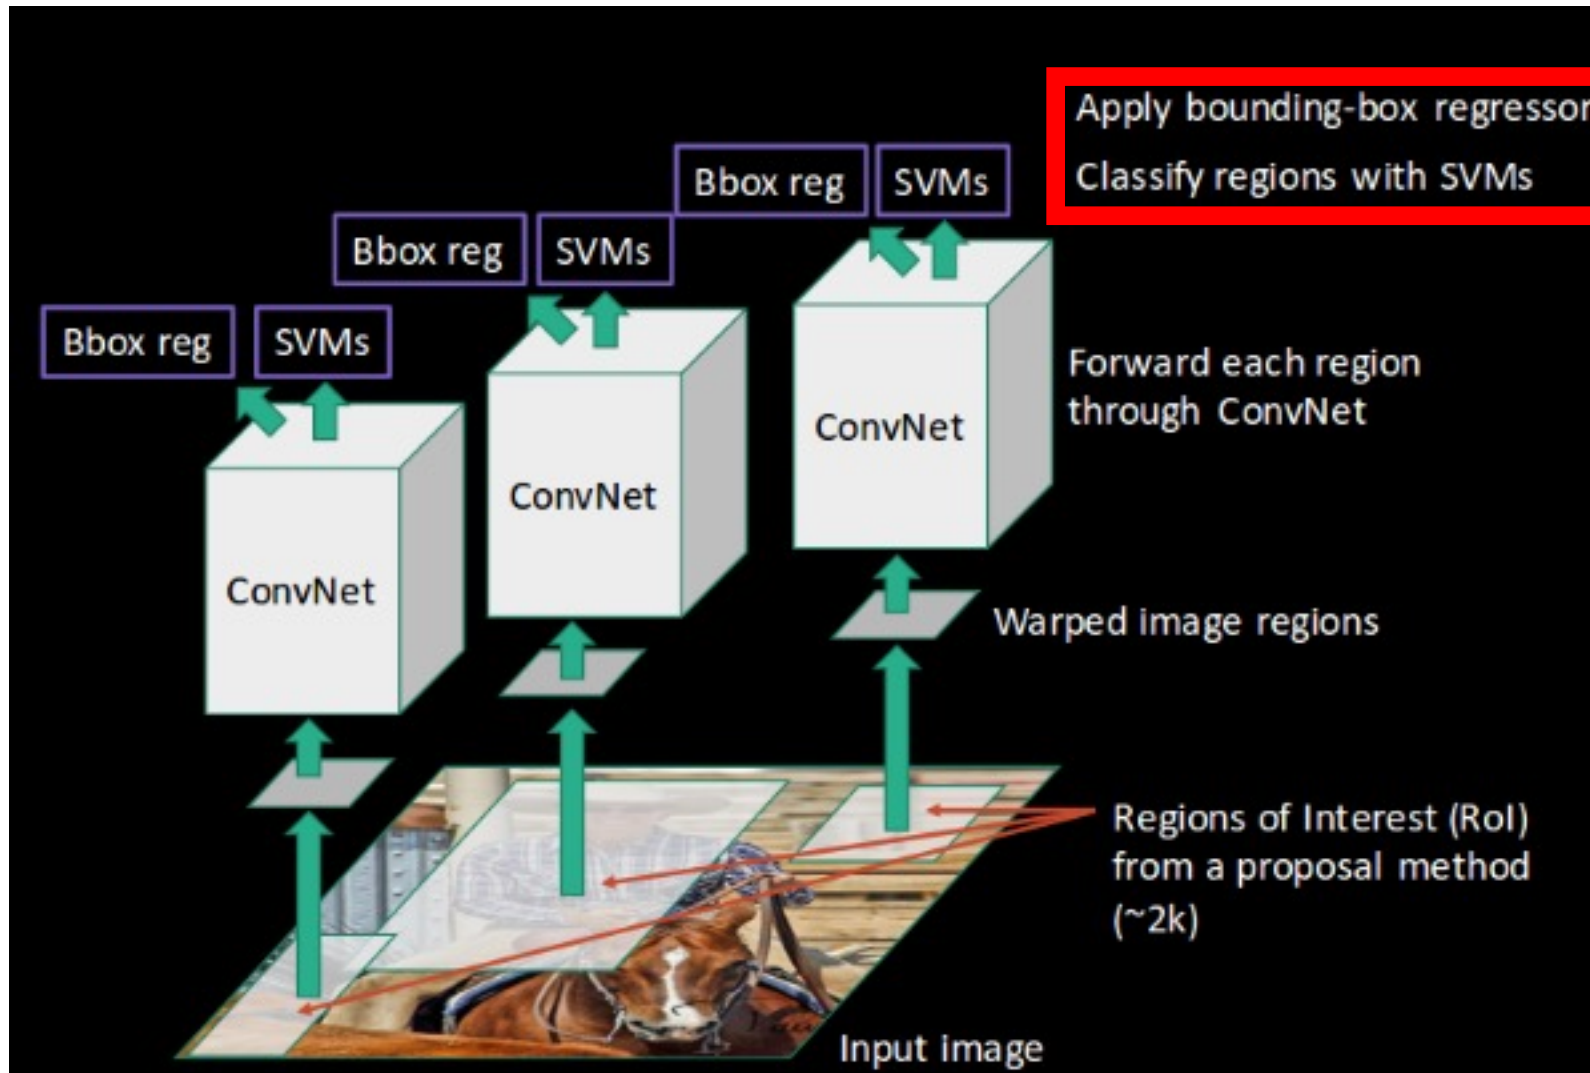 Apply bounding-box regressor
Classify regions with SVMs
Bbox reg SVMs
Bbox reg SVMs
Bbox reg SVMs
Forward each region
through ConvNet
ConvNet
ConvNet
ConvNet
Warped image regions
Regions of Interest (RoI)
from a proposal method
(~2k)
Input image